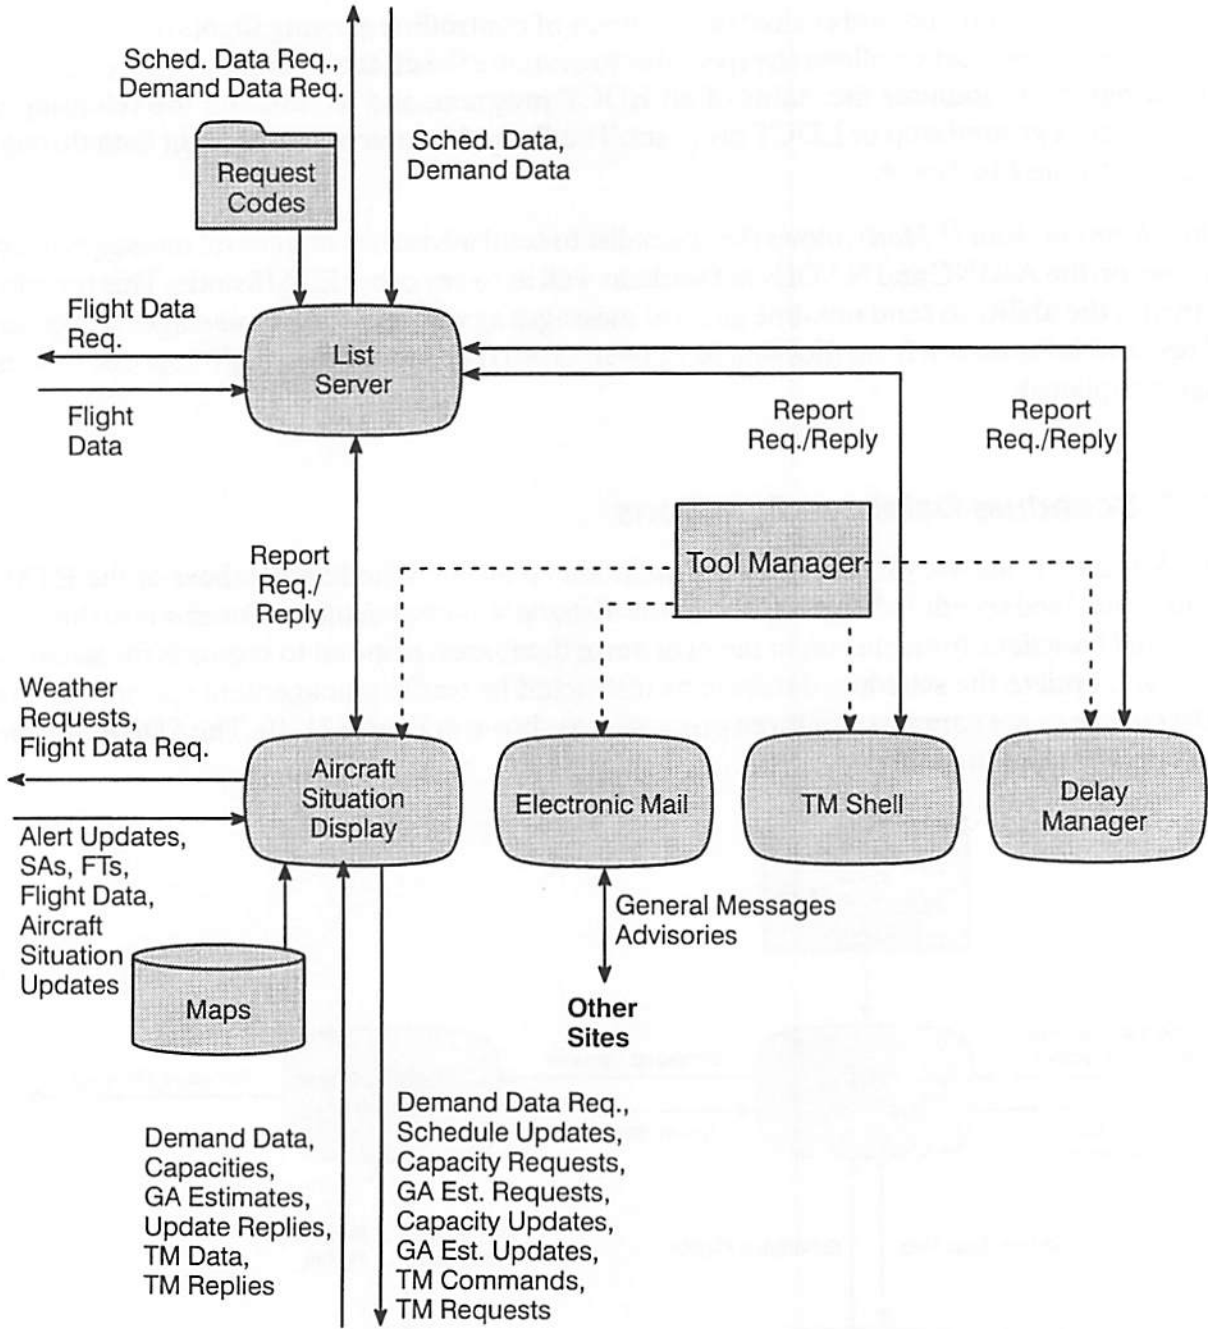 Sched. Data Req.,
Demand Data Req.
Sched. Data,
Demand Data
Request
Codes
Flight Data
Req.
List
Server
Flight
Data
Report
Req./Reply
Report
Req./Reply
Tool Manager
Report
Req./
Reply
Weather
Requests,
Flight Data Req.
Aircraft
Situation
Display
Electronic Mail
TM Shell
Delay
Manager
Alert Updates,
SAs, FTs,
Flight Data,
Aircraft
Situation
Updates
General Messages
Advisories
Maps
Other
Sites
Demand Data,
Capacities,
GA Estimates,
Update Replies,
TM Data,
TM Replies
Demand Data Req.,
Schedule Updates,
Capacity Requests,
GA Est. Requests,
Capacity Updates,
GA Est. Updates,
TM Commands,
TM Requests